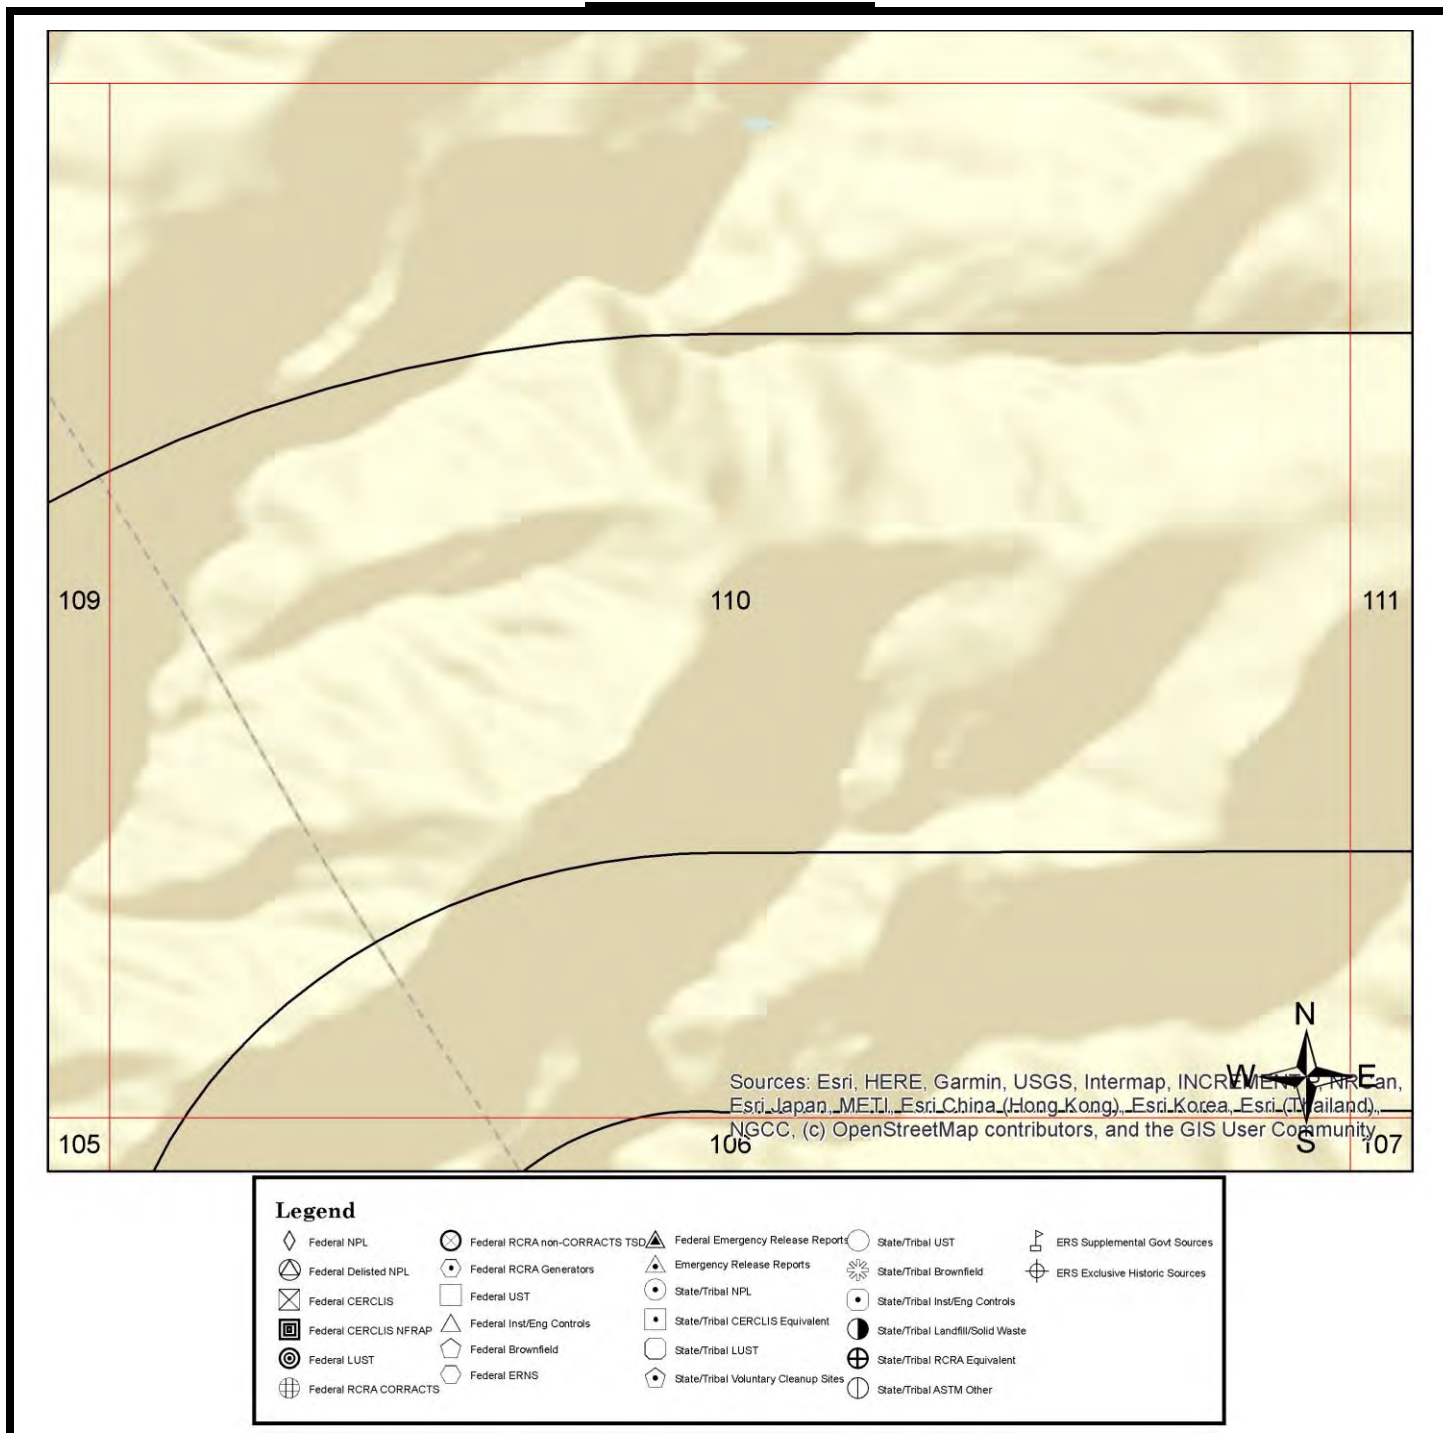 109
110
111
N
W
E
Sources: Esri, HERE, Garmin, USGS, Intermap, INCREMENT P, NRCan,
Esri Japan, METI, Esri China (Hong Kong), Esri Korea, Esri (Thailand),
NGCC, (c) OpenStreetMap contributors, and the GIS User Community
S
105
106
107
Legend
Federal NPL
Federal Delisted NPL
Federal CERCLIS
Federal CERCLIS NFRAP
Federal LUST
Federal RCRA CORRACTS
Federal RCRA non-CORRACTS TSD
Federal RCRA Generators
Federal UST
Federal Inst/Eng Controls
Federal Brownfield
Federal ERNS
Federal Emergency Release Reports
Emergency Release Reports
State/Tribal NPL
State/Tribal CERCLIS Equivalent
State/Tribal LUST
State/Tribal Voluntary Cleanup Sites
State/Tribal UST
State/Tribal Brownfield
State/Tribal Inst/Eng Controls
State/Tribal Landfill/Solid Waste
State/Tribal RCRA Equivalent
State/Tribal ASTM Other
ERS Supplemental Govt Sources
ERS Exclusive Historic Sources